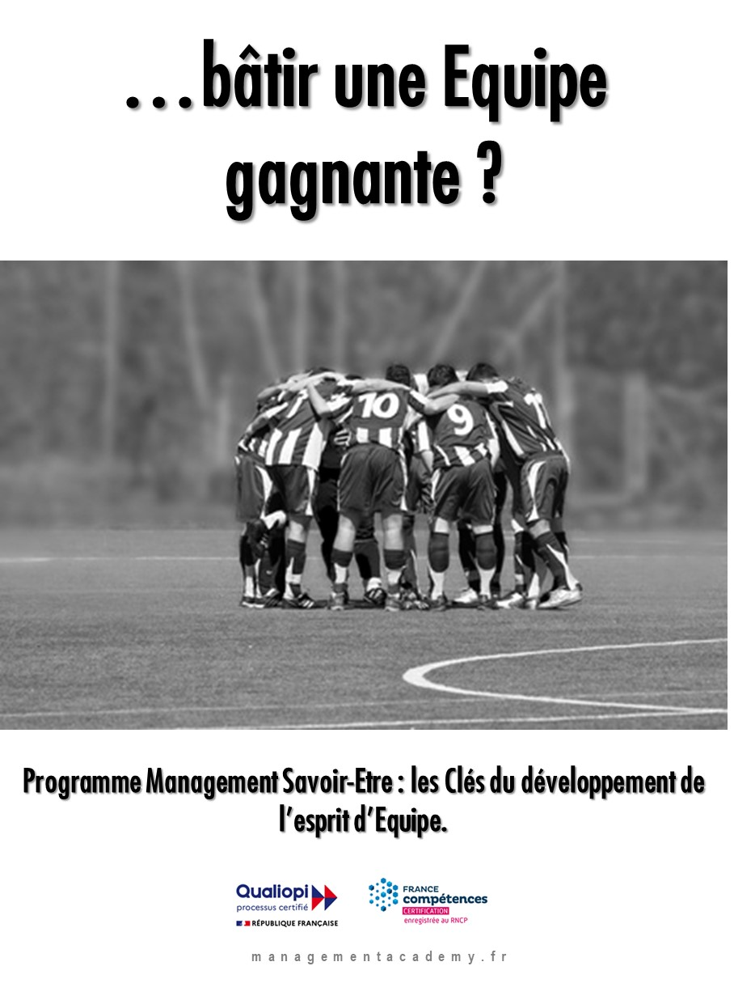 …bâtir une Equipe
gagnante ?
7
10
9
11
Programme Management Savoir-Etre : les Clés du développement de
l’esprit d’Equipe.
Qualiopi
processus certifié
RÉPUBLIQUE FRANÇAISE
FRANCE
compétences
CERTIFICATION
enregistrée au RNCP
managementacademy.fr